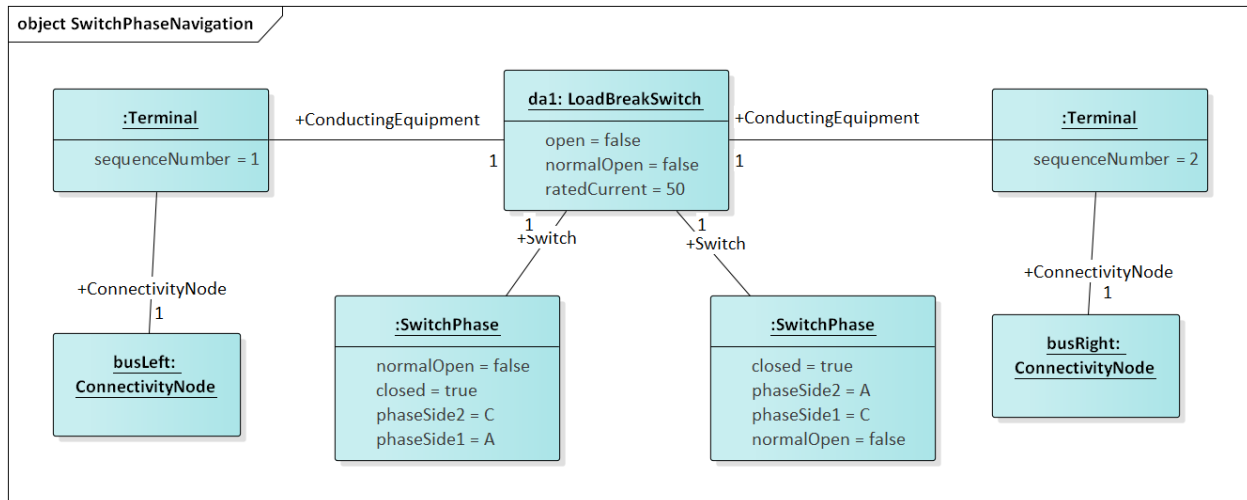 object SwitchPhaseNavigation
:Terminal
sequenceNumber = 1
+ConductingEquipment
1
da1: LoadBreakSwitch
open = false
normalOpen = false
ratedCurrent = 50
+ConductingEquipment
1
:Terminal
sequenceNumber = 2
1
+Switch
1
+Switch
+ConnectivityNode
1
+ConnectivityNode
1
busLeft:
ConnectivityNode
:SwitchPhase
normalOpen = false
closed = true
phaseSide2 = C
phaseSide1 = A
:SwitchPhase
closed = true
phaseSide2 = A
phaseSide1 = C
normalOpen = false
busRight:
ConnectivityNode